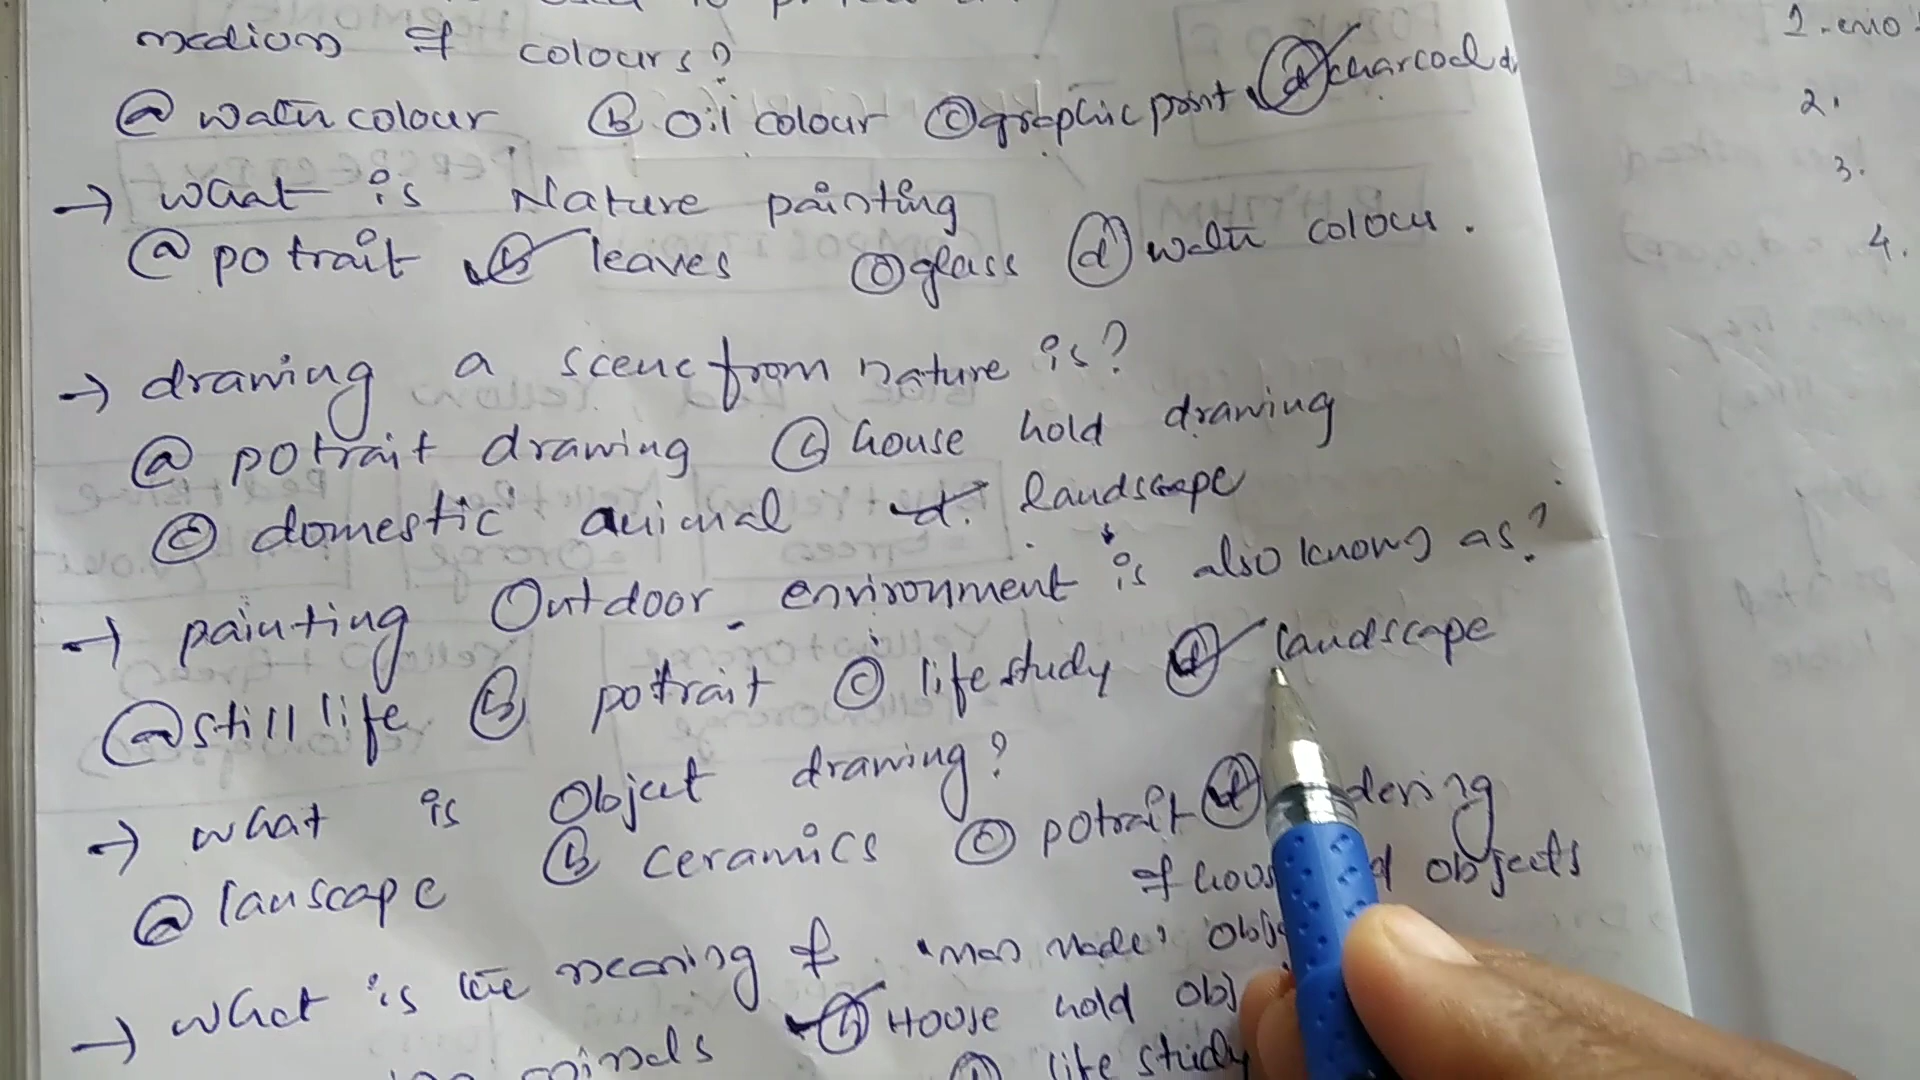 medium of colours?
ⓐ water colour ⓑ oil colour ⓒ graphic print ⓓ charcoal
→ what is Nature painting
ⓐ potrait ⓑ leaves ⓒ glass ⓓ water colour.
→ drawing a scene from nature is?
ⓐ potrait drawing ⓑ house hold drawing
ⓒ domestic animal d. landscape
→ painting Outdoor environment is also known as?
ⓐ still life ⓑ potrait ⓒ life study ⓓ landscape
→ what is Object drawing?
ⓐ lanscape ⓑ ceramics ⓒ potrait ⓓ
of objects
→ what is the meaning of 'man Made'
ⓑ House hold
life study
1.
2.
3.
4.